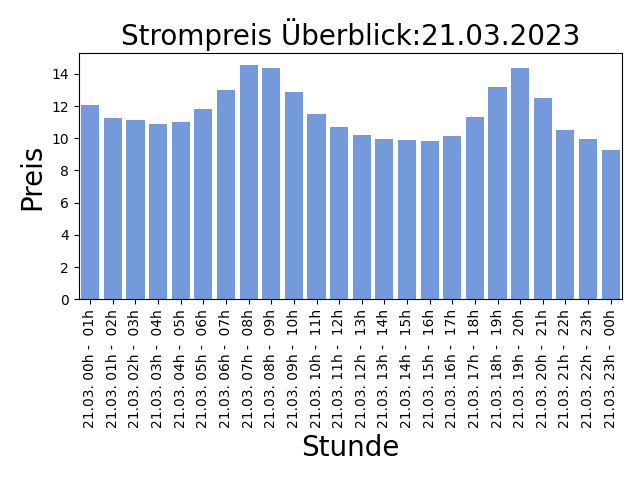 Strompreis Überblick:21.03.2023
Preis
14
12
10
8
6
4
2
0
21.03. 00h - 01h
21.03. 01h - 02h
21.03. 02h - 03h
21.03. 03h - 04h
21.03. 04h - 05h
21.03. 05h - 06h
21.03. 06h - 07h
21.03. 07h - 08h
21.03. 08h - 09h
21.03. 09h - 10h
21.03. 10h - 11h
21.03. 11h - 12h
21.03. 12h - 13h
21.03. 13h - 14h
21.03. 14h - 15h
21.03. 15h - 16h
21.03. 16h - 17h
21.03. 17h - 18h
21.03. 18h - 19h
21.03. 19h - 20h
21.03. 20h - 21h
21.03. 21h - 22h
21.03. 22h - 23h
21.03. 23h - 00h
Stunde